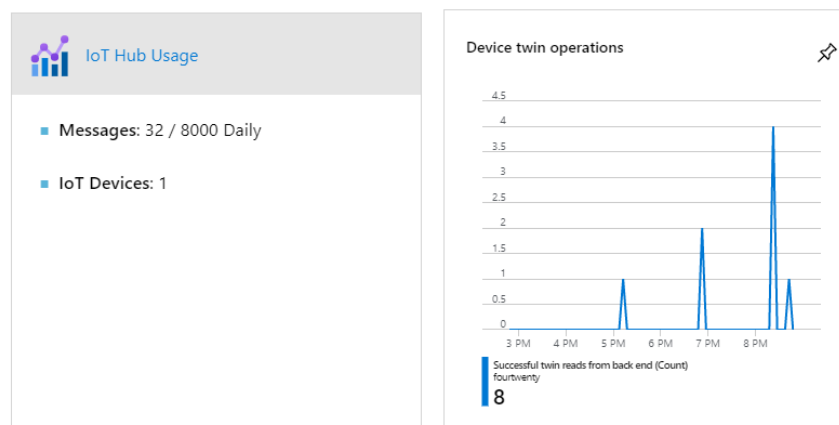 IoT Hub Usage
Messages: 32 / 8000 Daily
IoT Devices: 1
Device twin operations
4.5
4
3.5
3
2.5
2
1.5
1
0.5
0
3 PM 4 PM 5 PM 6 PM 7 PM 8 PM
Successful twin reads from back end (Count)
fourtwenty
8